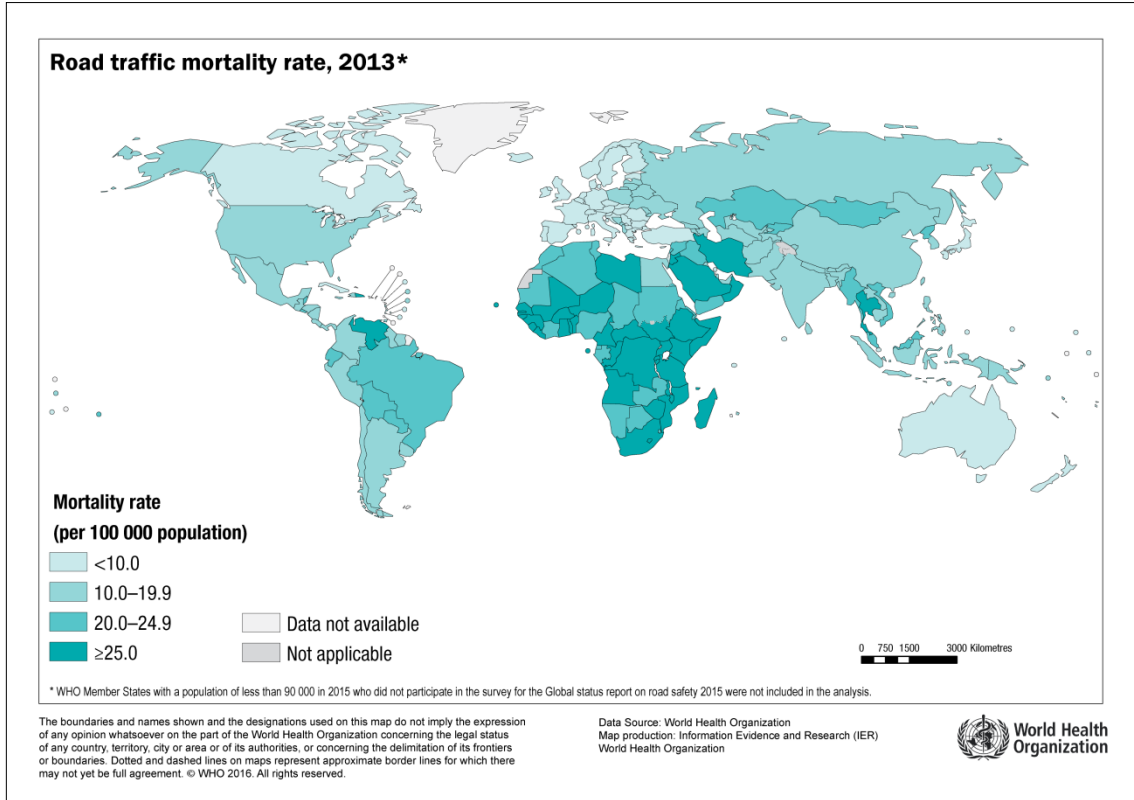 Road traffic mortality rate, 2013*
Mortality rate
(per 100 000 population)
<10.0
10.0–19.9
20.0–24.9
≥25.0
Data not available
Not applicable
0 750 1500 3000 Kilometres
* WHO Member States with a population of less than 90 000 in 2015 who did not participate in the survey for the Global status report on road safety 2015 were not included in the analysis.
The boundaries and names shown and the designations used on this map do not imply the expression
of any opinion whatsoever on the part of the World Health Organization concerning the legal status
of any country, territory, city or area or of its authorities, or concerning the delimitation of its frontiers
or boundaries. Dotted and dashed lines on maps represent approximate border lines for which there
may not yet be full agreement. © WHO 2016. All rights reserved.
Data Source: World Health Organization
Map production: Information Evidence and Research (IER)
World Health Organization
World Health
Organization